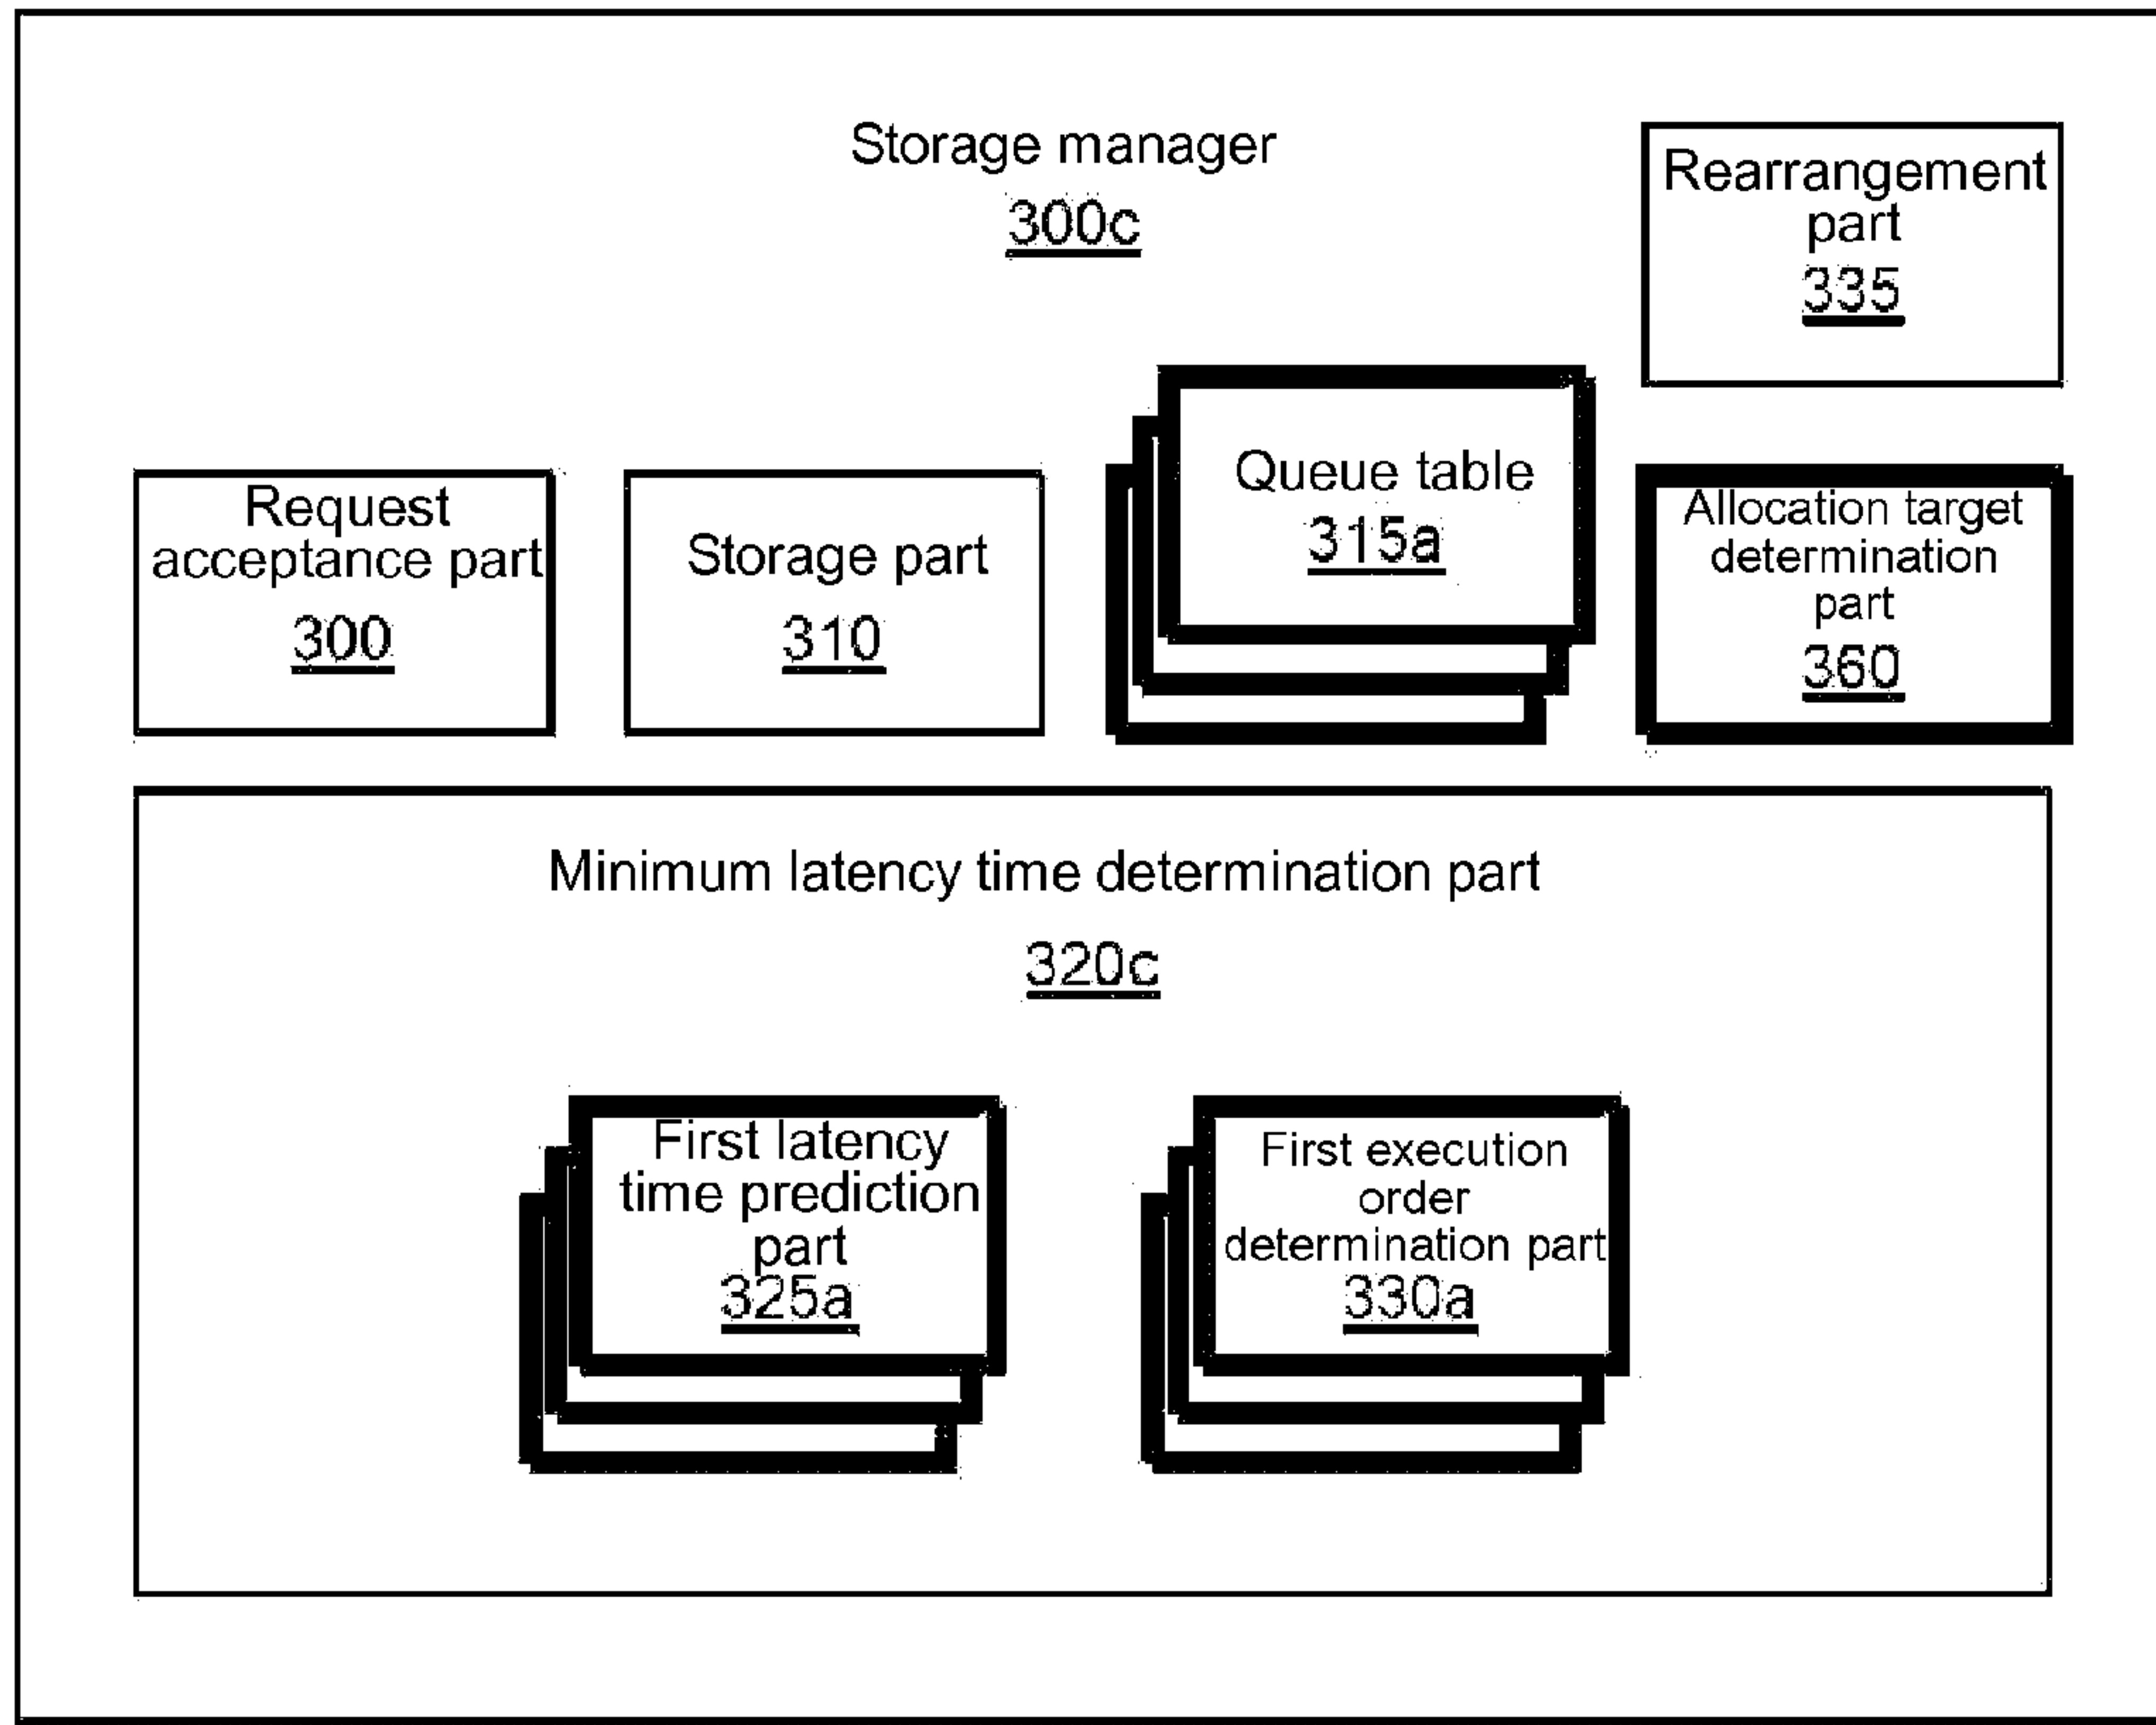 Storage manager
300c
Rearrangement
part
335
Request
acceptance part
300
Storage part
310
Queue table
315a
Allocation target
determination
part
360
Minimum latency time determination part
320c
First latency
time prediction
part
325a
First execution
order
determination part
330a